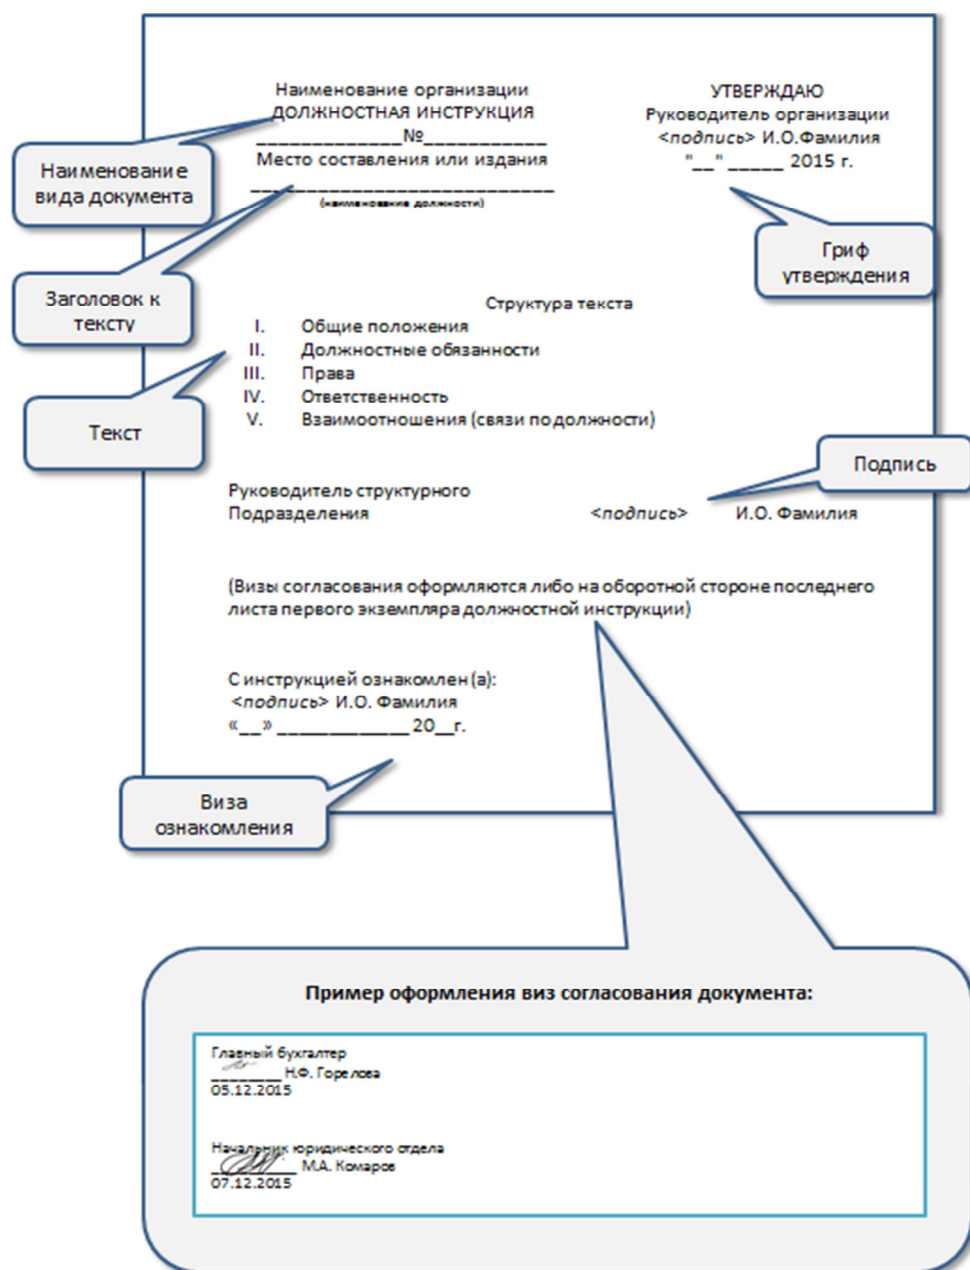 Наименование организации
ДОЛЖНОСТНАЯ ИНСТРУКЦИЯ
_____________№___________
Место составления или издания
___________________________
(наименование должности)
УТВЕРЖДАЮ
Руководитель организации
<подпись> И.О.Фамилия
"__" _____ 2015 г.
Наименование
вида документа
Гриф
утверждения
Заголовок к
тексту
Структура текста
I. Общие положения
II. Должностные обязанности
III. Права
IV. Ответственность
V. Взаимоотношения (связи по должности)
Текст
Подпись
Руководитель структурного
Подразделения <подпись> И.О. Фамилия
(Визы согласования оформляются либо на оборотной стороне последнего
листа первого экземпляра должностной инструкции)
С инструкцией ознакомлен (а):
<подпись> И.О. Фамилия
«__» ____________ 20__г.
Виза
ознакомления
Пример оформления виз согласования документа:
Главный бухгалтер
________ Н.Ф. Горелова
05.12.2015
Начальник юридического отдела
__________ М.А. Комаров
07.12.2015